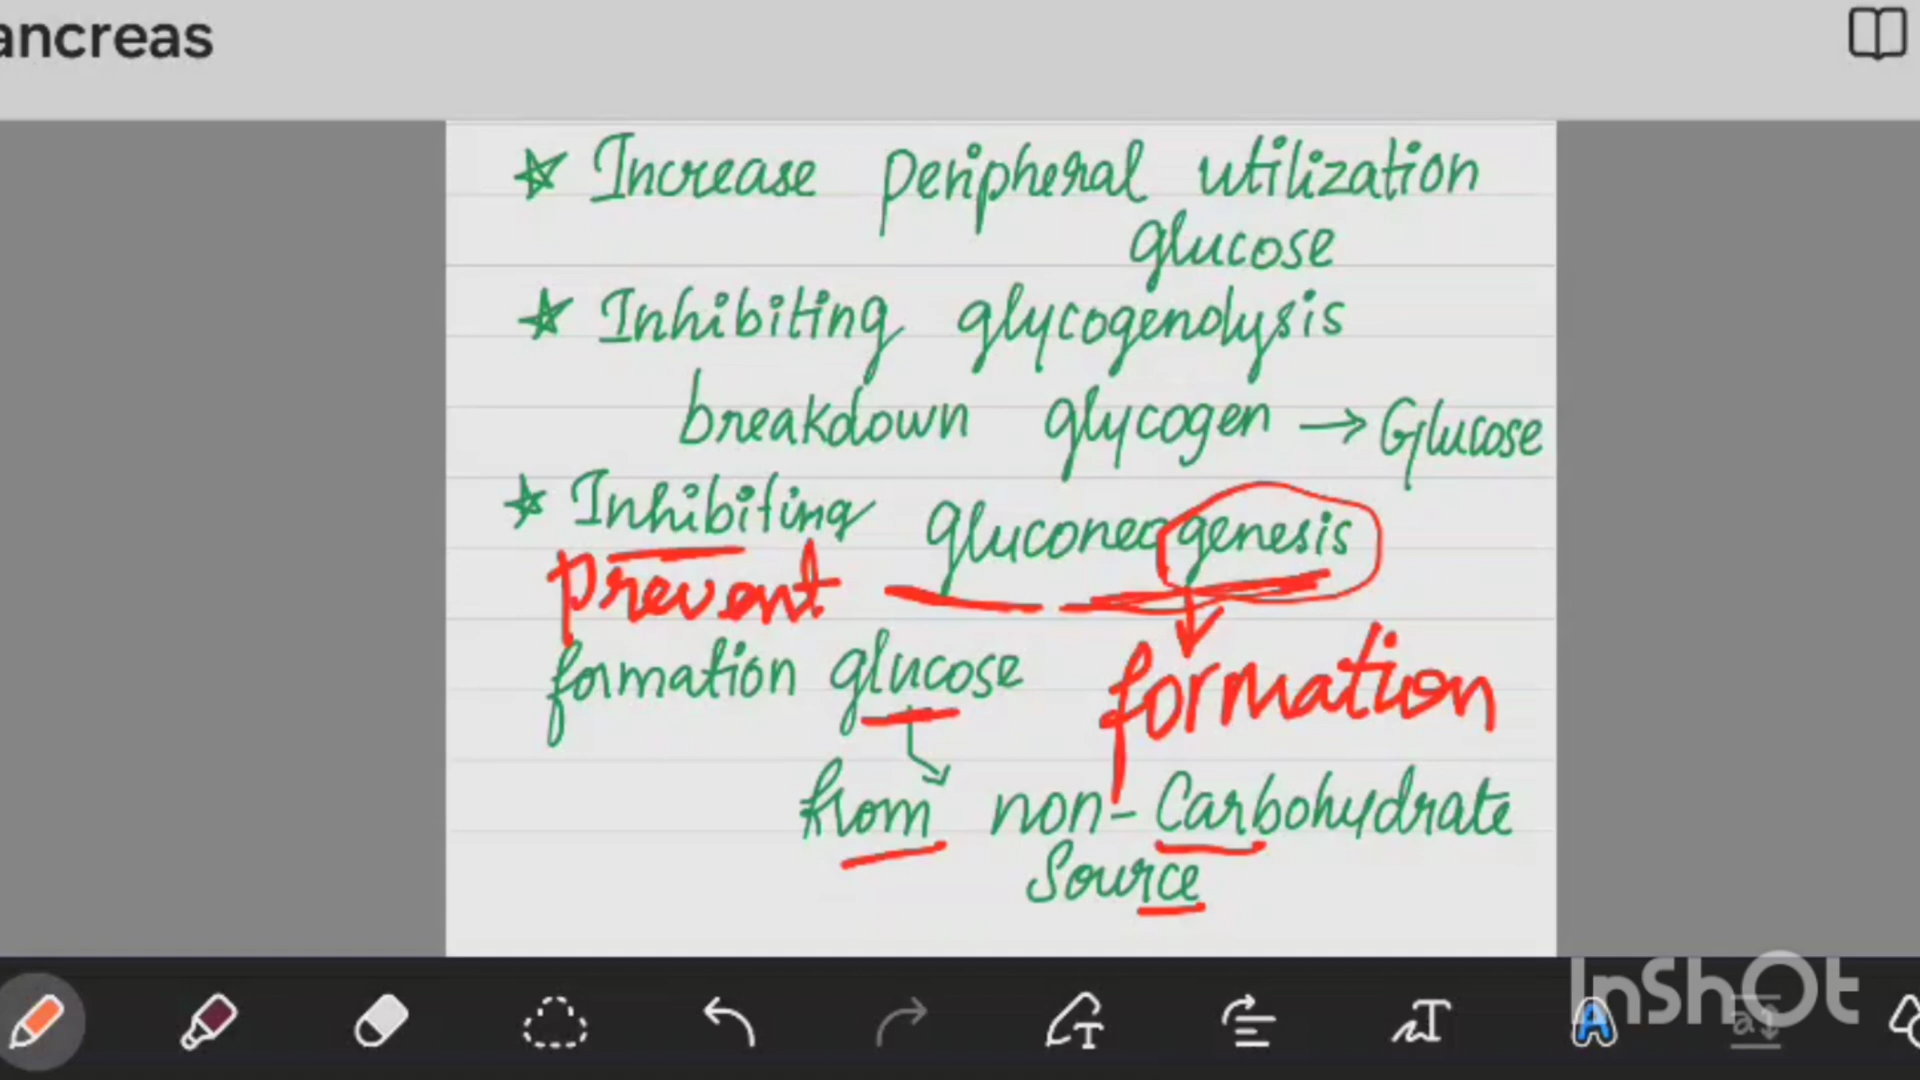 ancreas
☆ Increase peripheral utilization
glucose
☆ Inhibiting glycogenolysis
breakdown glycogen → Glucose
☆ Inhibiting gluconeogenesis
prevent
formation glucose formation
from non-Carbohydrate
Source
InShOt